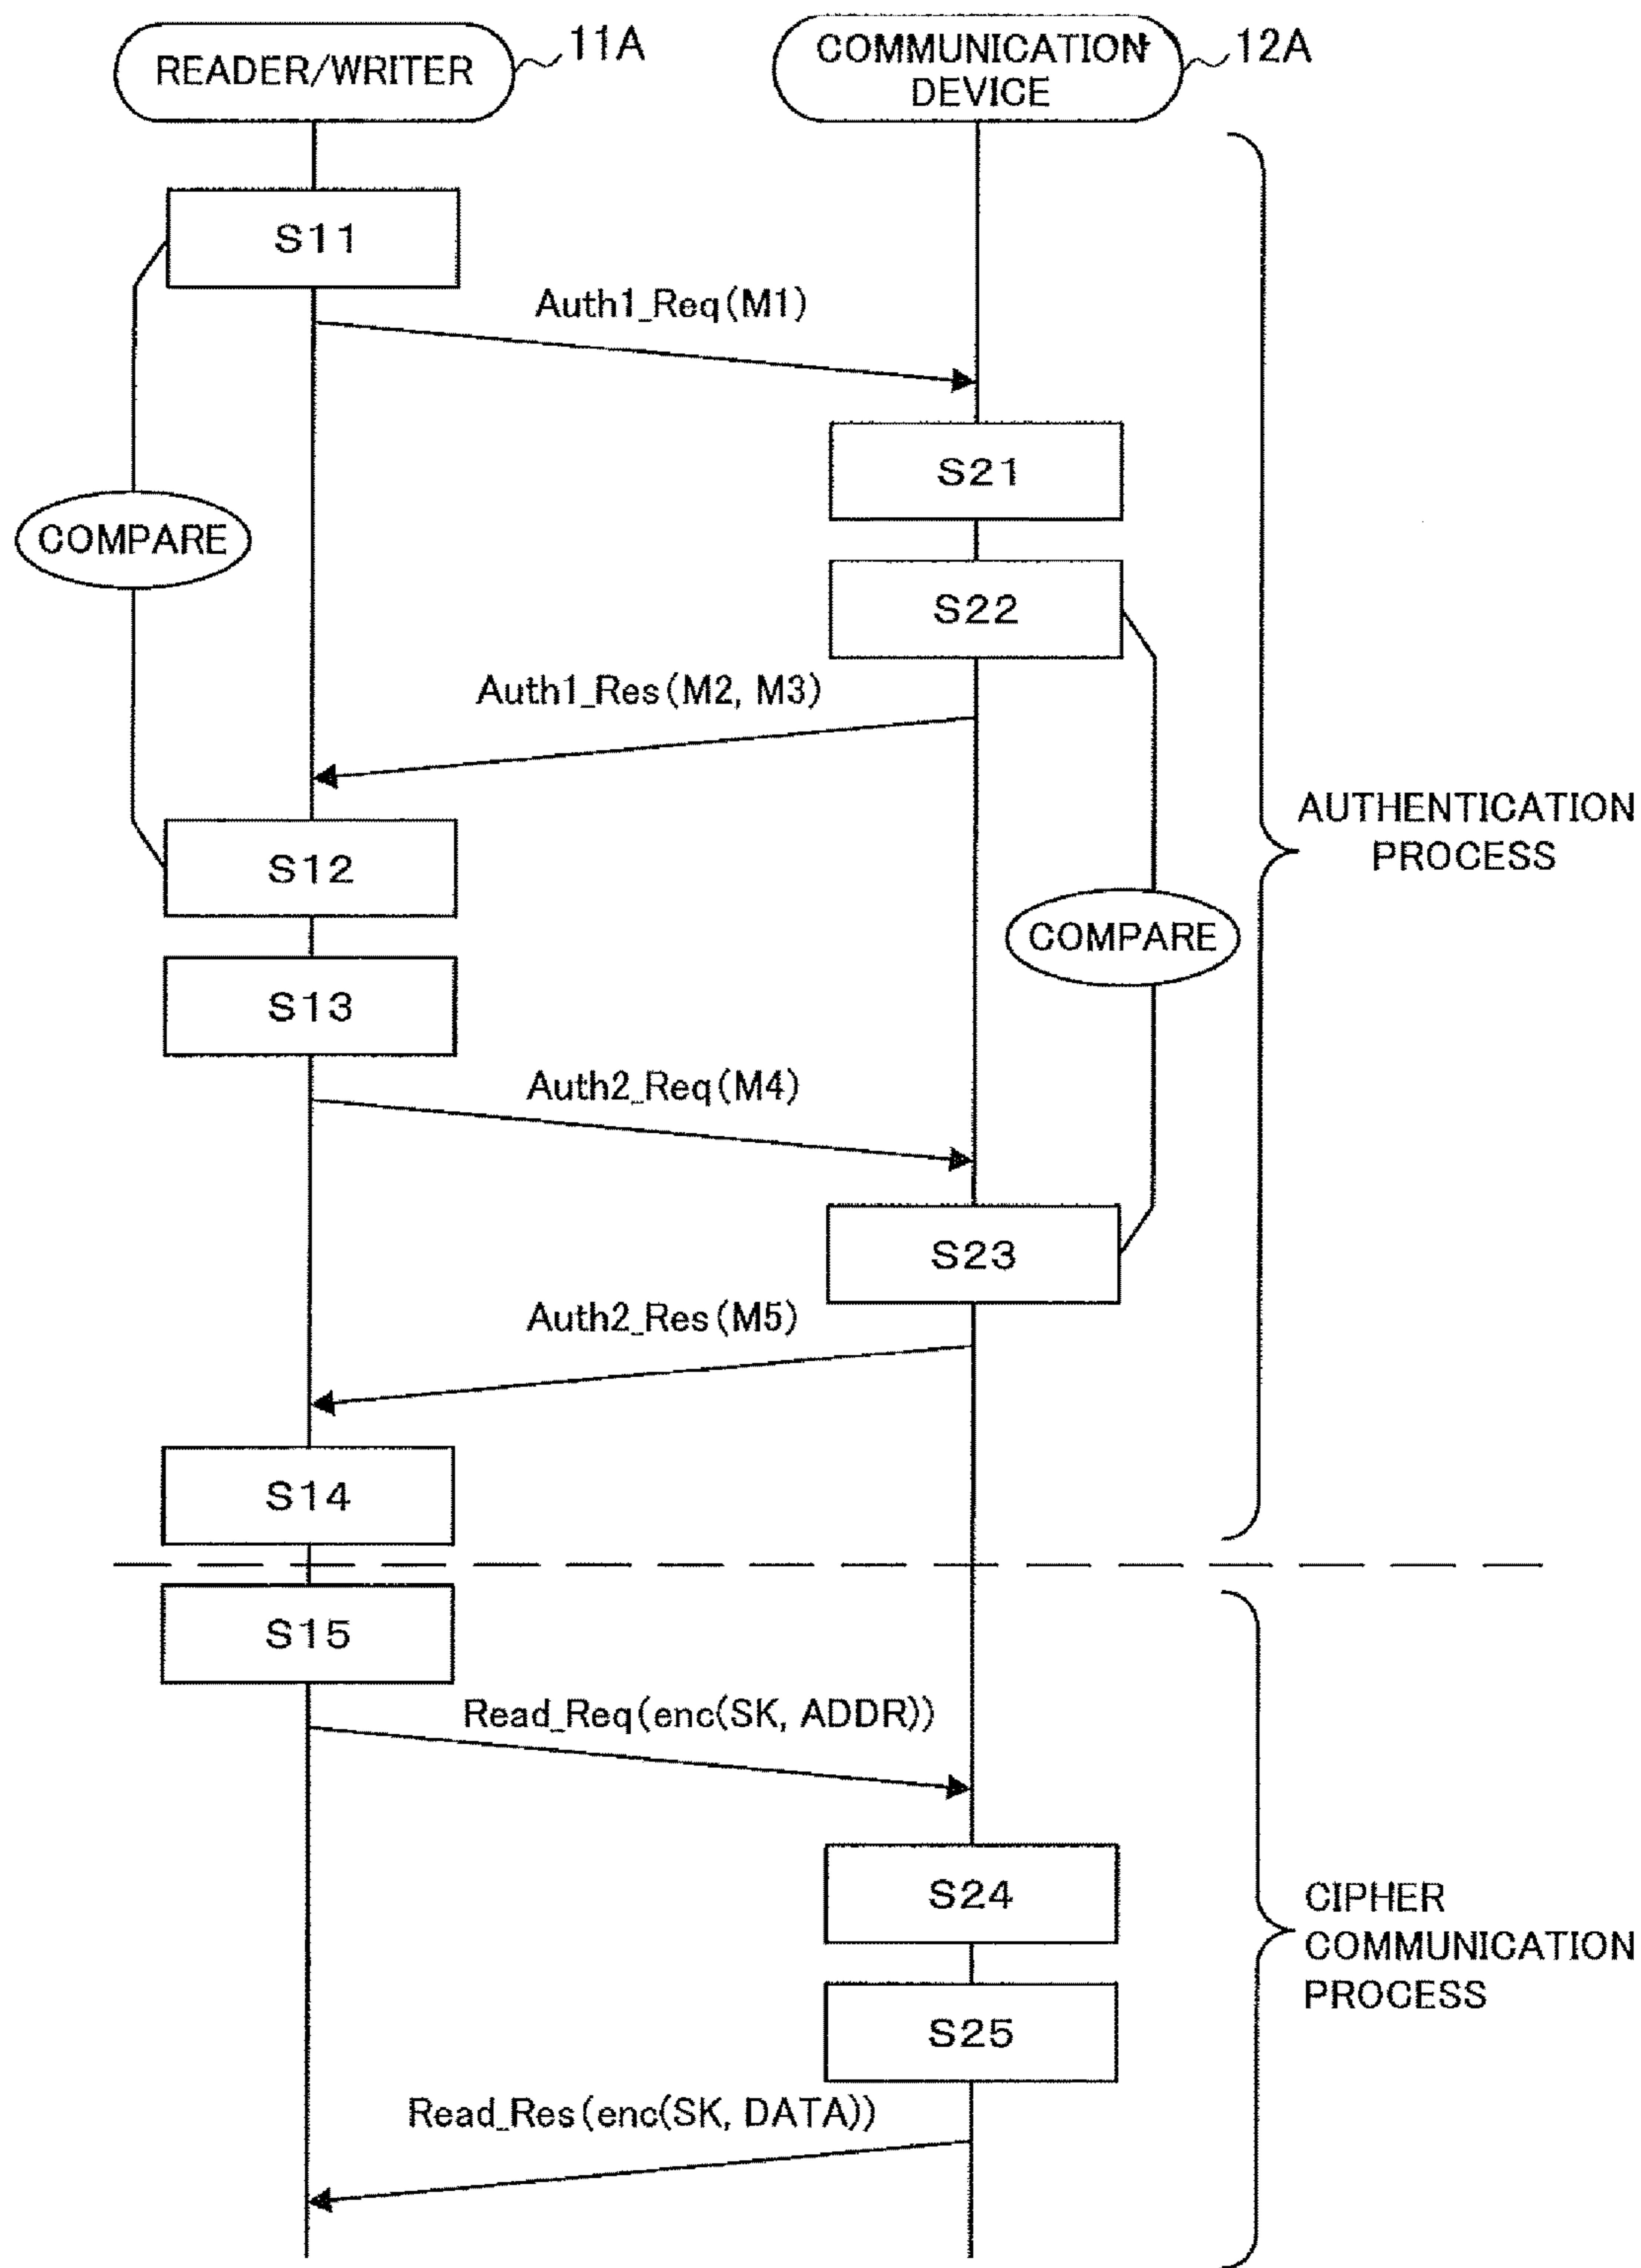 READER/WRITER
11A
COMMUNICATION
DEVICE
12A
S11
Auth1_Req(M1)
S21
COMPARE
S22
Auth1_Res(M2, M3)
AUTHENTICATION
PROCESS
S12
COMPARE
S13
Auth2_Req(M4)
S23
Auth2_Res(M5)
S14
S15
Read_Req(enc(SK, ADDR))
S24
CIPHER
COMMUNICATION
PROCESS
S25
Read_Res(enc(SK, DATA))